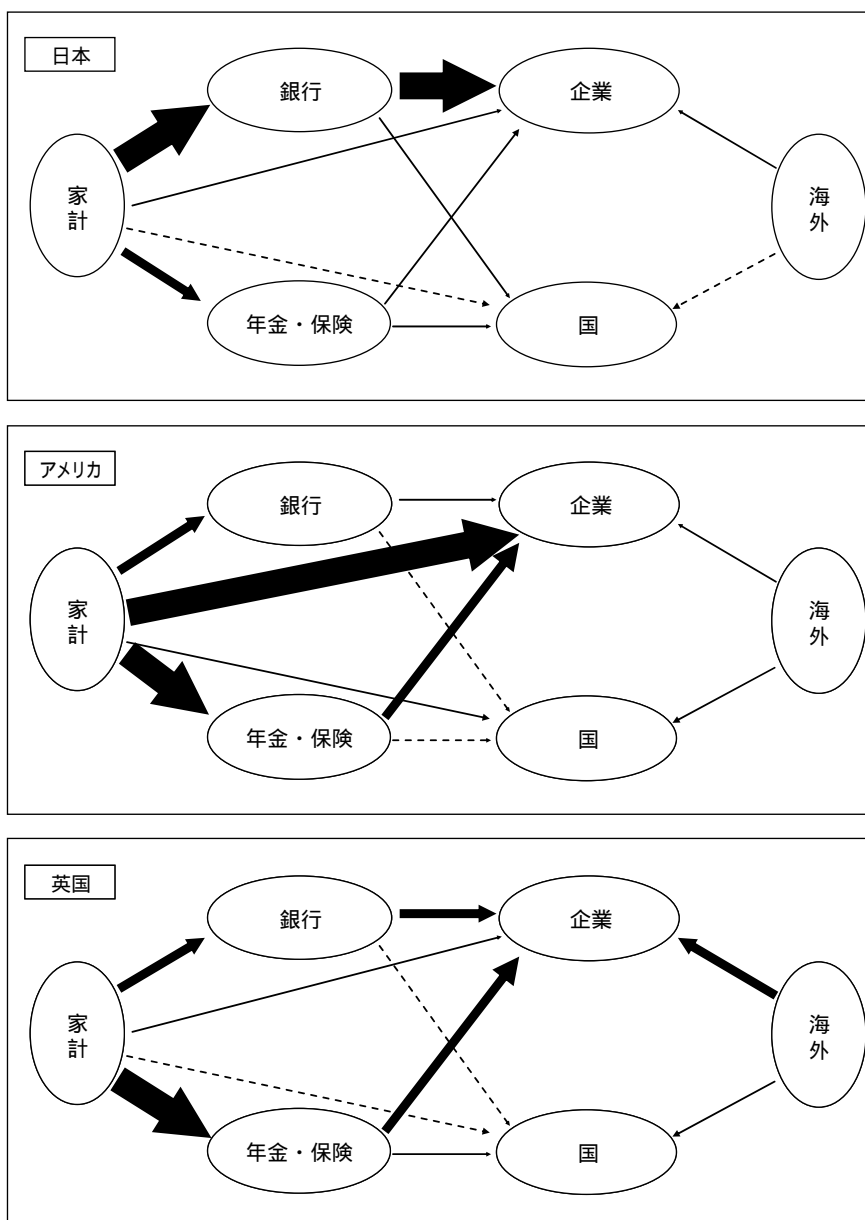 日本
銀行
企業
家計
海外
年金・保険
国
アメリカ
銀行
企業
家計
海外
年金・保険
国
英国
銀行
企業
家計
海外
年金・保険
国